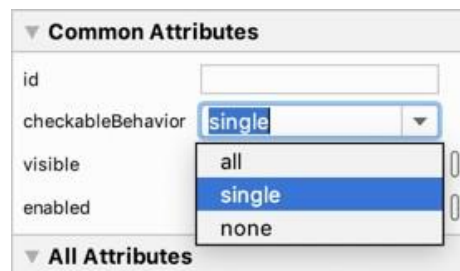 Common Attributes
id
checkableBehavior single
visible all
single
enabled
none
All Attributes